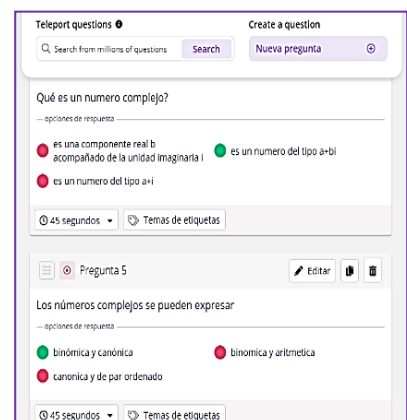 Teleport questions
Create a question
Search from millions of questions
Search
Nueva pregunta
Qué es un numero complejo?
opciones de respuesta
es una componente real b
acompañado de la unidad imaginaria i
es un numero del tipo a+bi
es un numero del tipo a+i
45 segundos
Temas de etiquetas
Pregunta 5
Editar
Los números complejos se pueden expresar
opciones de respuesta
binómica y canónica
binomica y aritmetica
canonica y de par ordenado
45 segundos
Temas de etiquetas